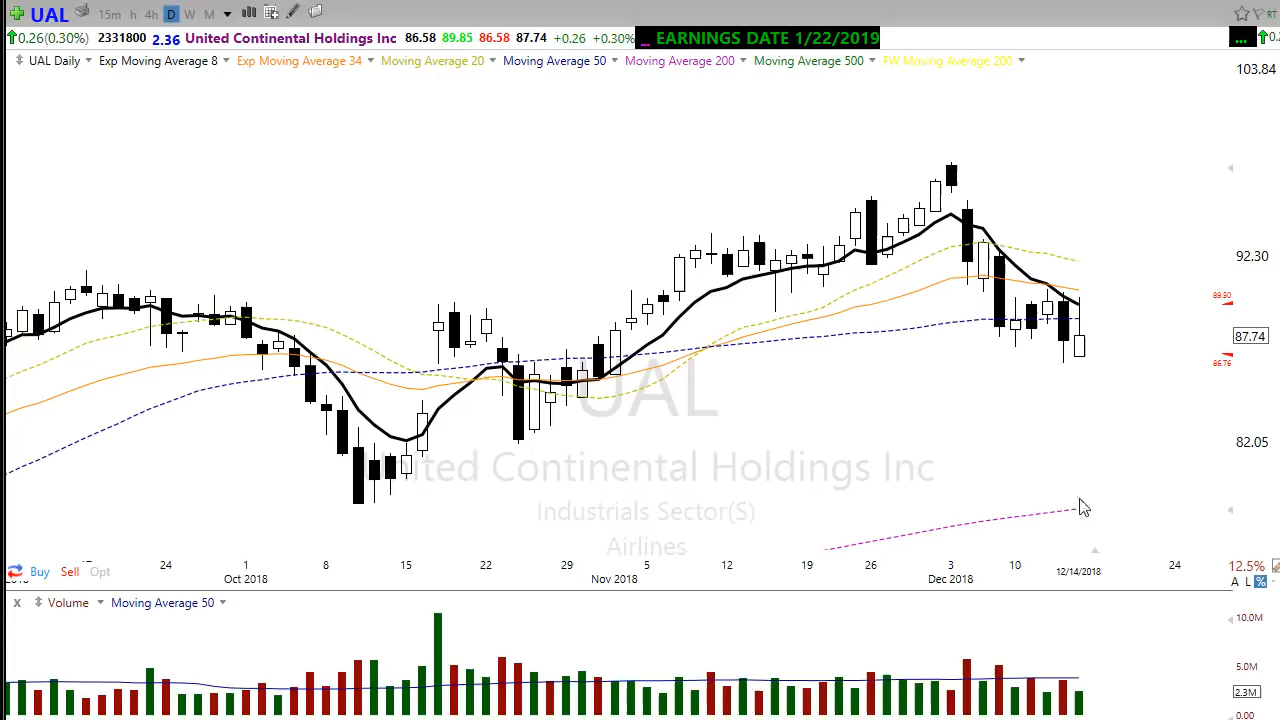 UAL 15m h 4h D W M RT
0.26(0.30%) 2331800 2.36 United Continental Holdings Inc 86.58 89.85 86.58 87.74 +0.26 +0.30% ... EARNINGS DATE 1/22/2019 ...
UAL Daily Exp Moving Average 8 Exp Moving Average 34 Moving Average 20 Moving Average 50 Moving Average 200 Moving Average 500 FW Moving Average 200
103.84
92.30
89.50
87.74
86.76
82.05
UAL
United Continental Holdings Inc
Industrials Sector(S)
Airlines
24 1 8 15 22 29 5 12 19 26 3 10 24
Oct 2018 Nov 2018 Dec 2018 12/14/2018
12.5%
Buy Sell Opt
A L %
x Volume Moving Average 50
10.0M
5.0M
2.3M
0.00